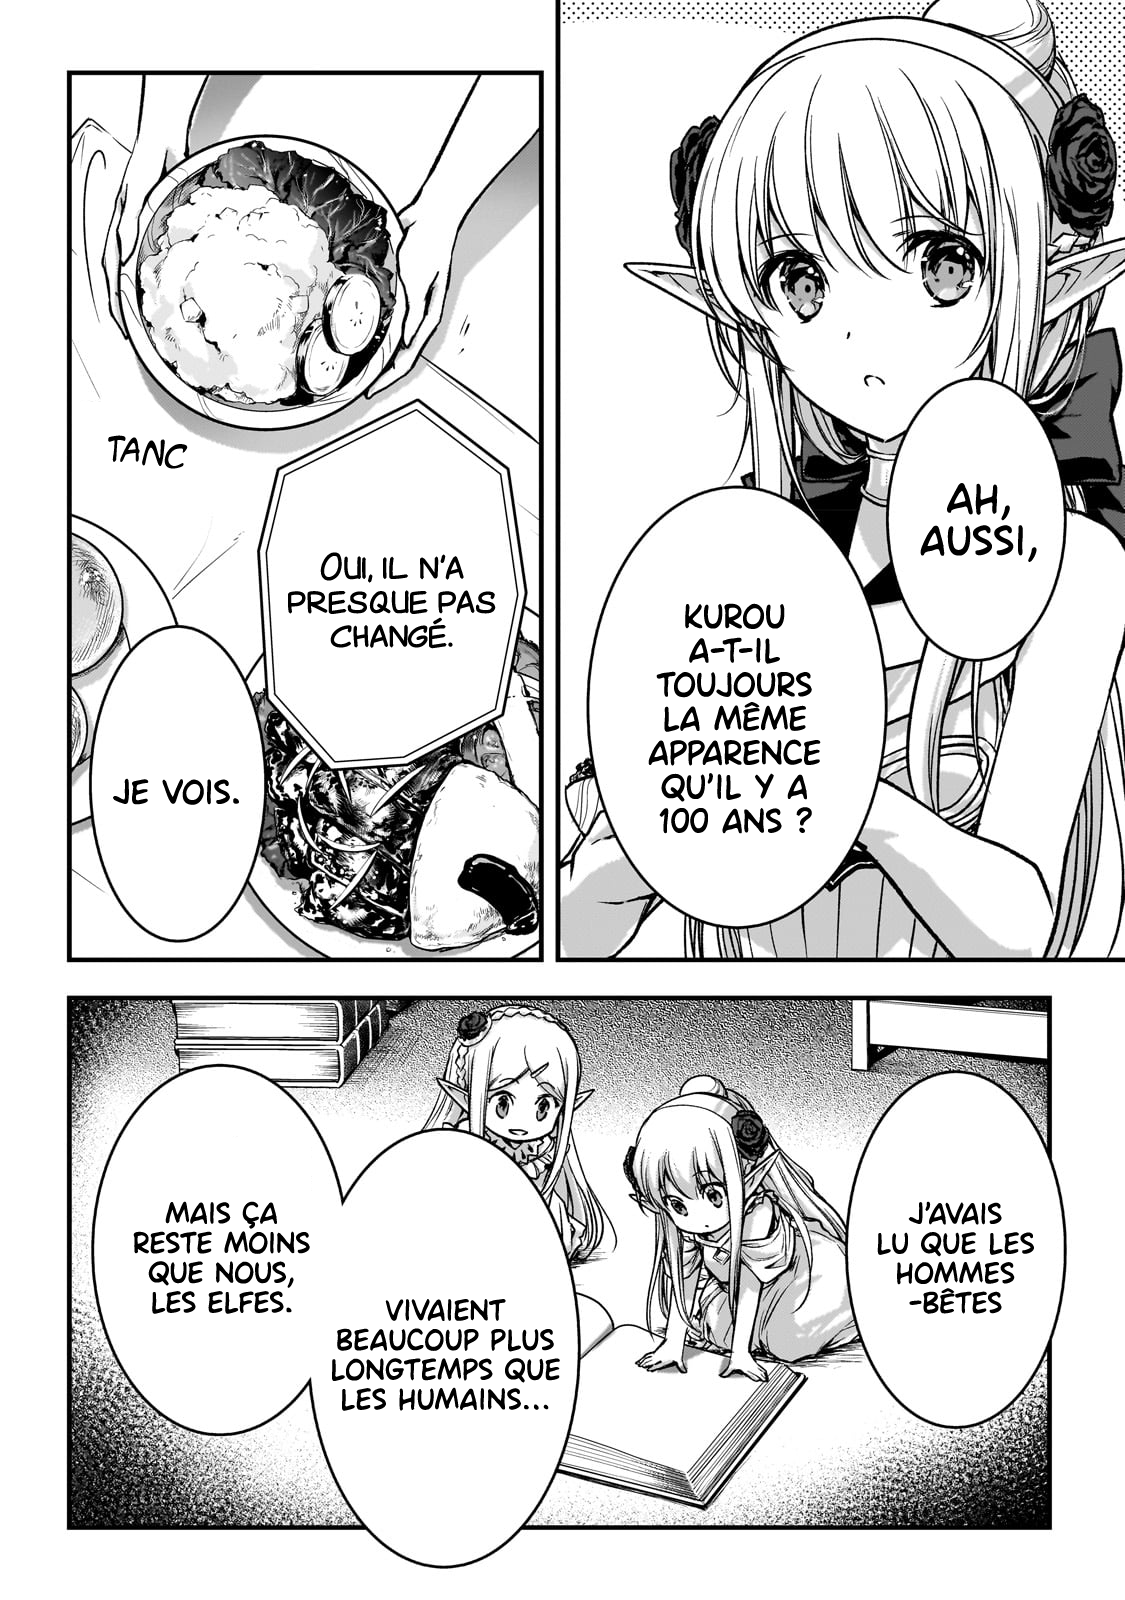 AH,
AUSSI,
KUROU
A-T-IL
TOUJOURS
LA MÊME
APPARENCE
QU'IL Y A
100 ANS ?
TANC
OUI, IL N'A
PRESQUE PAS
CHANGÉ.
JE VOIS.
J'AVAIS
LU QUE LES
HOMMES
-BÊTES
VIVAIENT
BEAUCOUP PLUS
LONGTEMPS QUE
LES HUMAINS...
MAIS ÇA
RESTE MOINS
QUE NOUS,
LES ELFES.